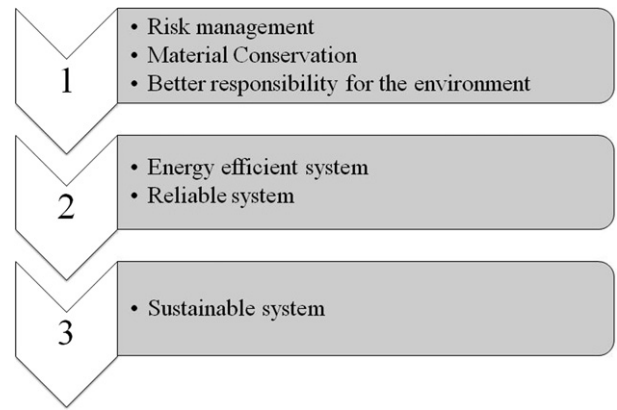 1
• Risk management
• Material Conservation
• Better responsibility for the environment
2
• Energy efficient system
• Reliable system
3
• Sustainable system